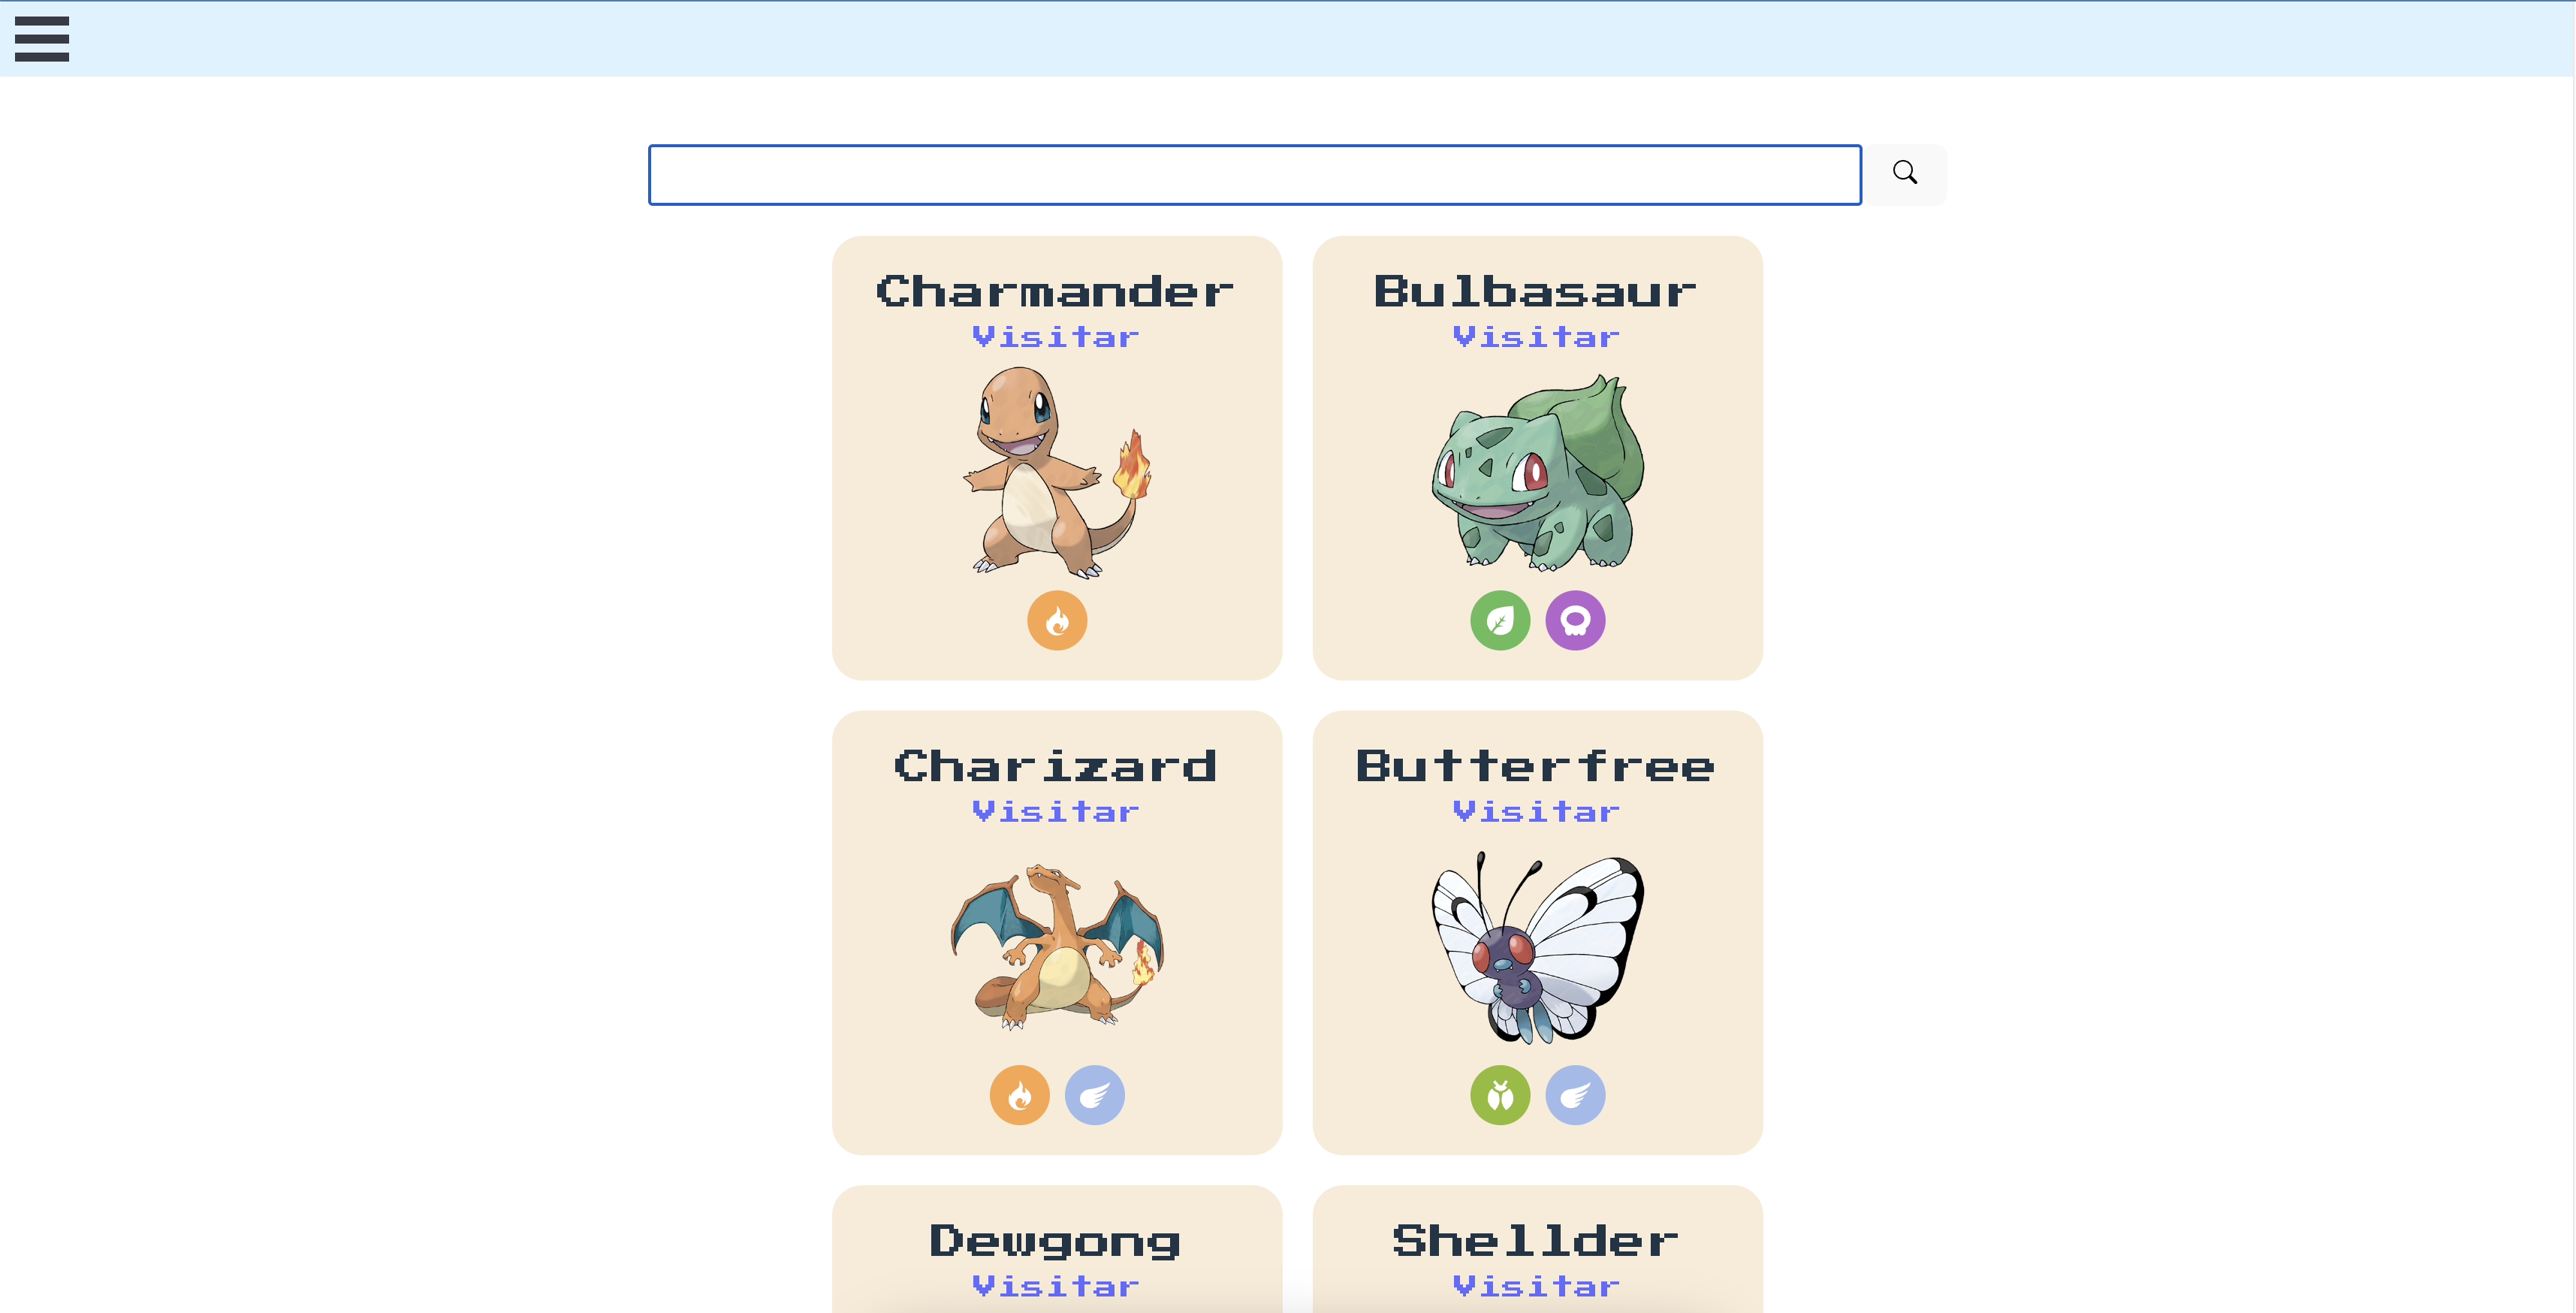 Charmander
Visitar
Bulbasaur
Visitar
Charizard
Visitar
Butterfree
Visitar
Dewgong
Visitar
Shellder
Visitar